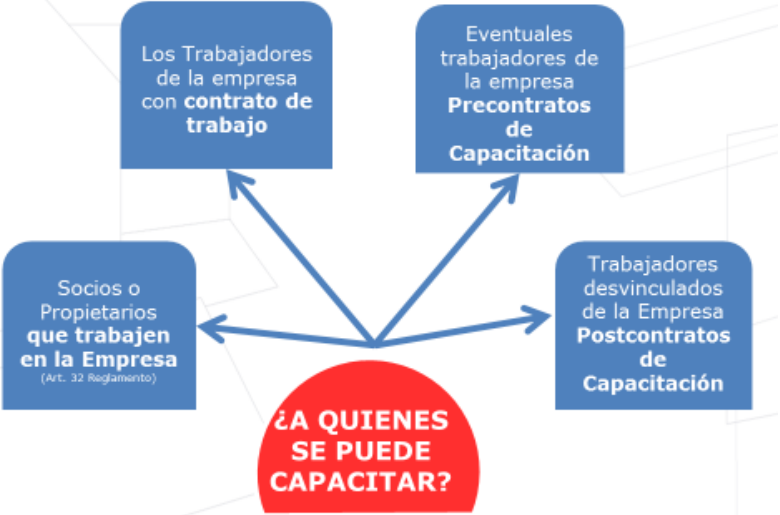 Los Trabajadores
de la empresa
con contrato de
trabajo
Eventuales
trabajadores de
la empresa
Precontratos
de
Capacitación
Socios o
Propietarios
que trabajen
en la Empresa
(Art. 32 Reglamento)
Trabajadores
desvinculados
de la Empresa
Postcontratos
de
Capacitación
¿A QUIENES
SE PUEDE
CAPACITAR?